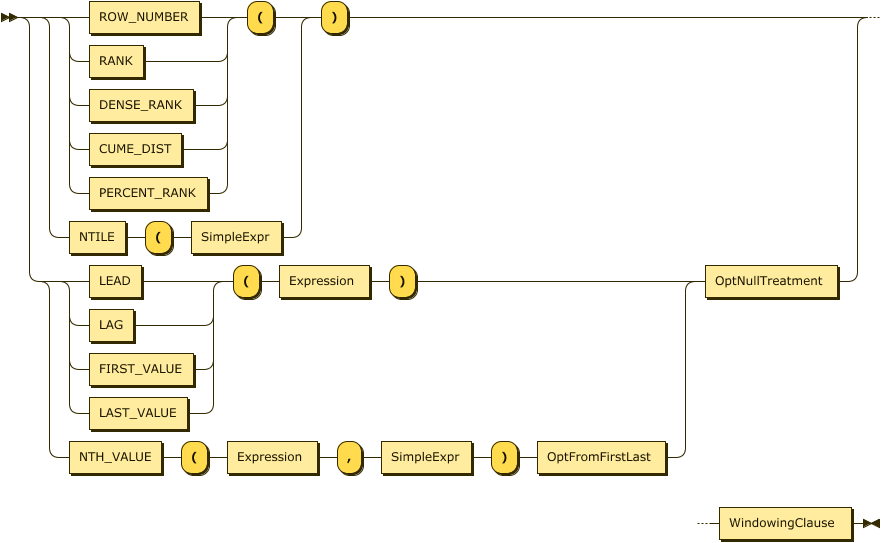 ROW_NUMBER ( )
RANK
DENSE_RANK
CUME_DIST
PERCENT_RANK
NTILE ( SimpleExpr
LEAD ( Expression ) OptNullTreatment
LAG
FIRST_VALUE
LAST_VALUE
NTH_VALUE ( Expression , SimpleExpr ) OptFromFirstLast
WindowingClause